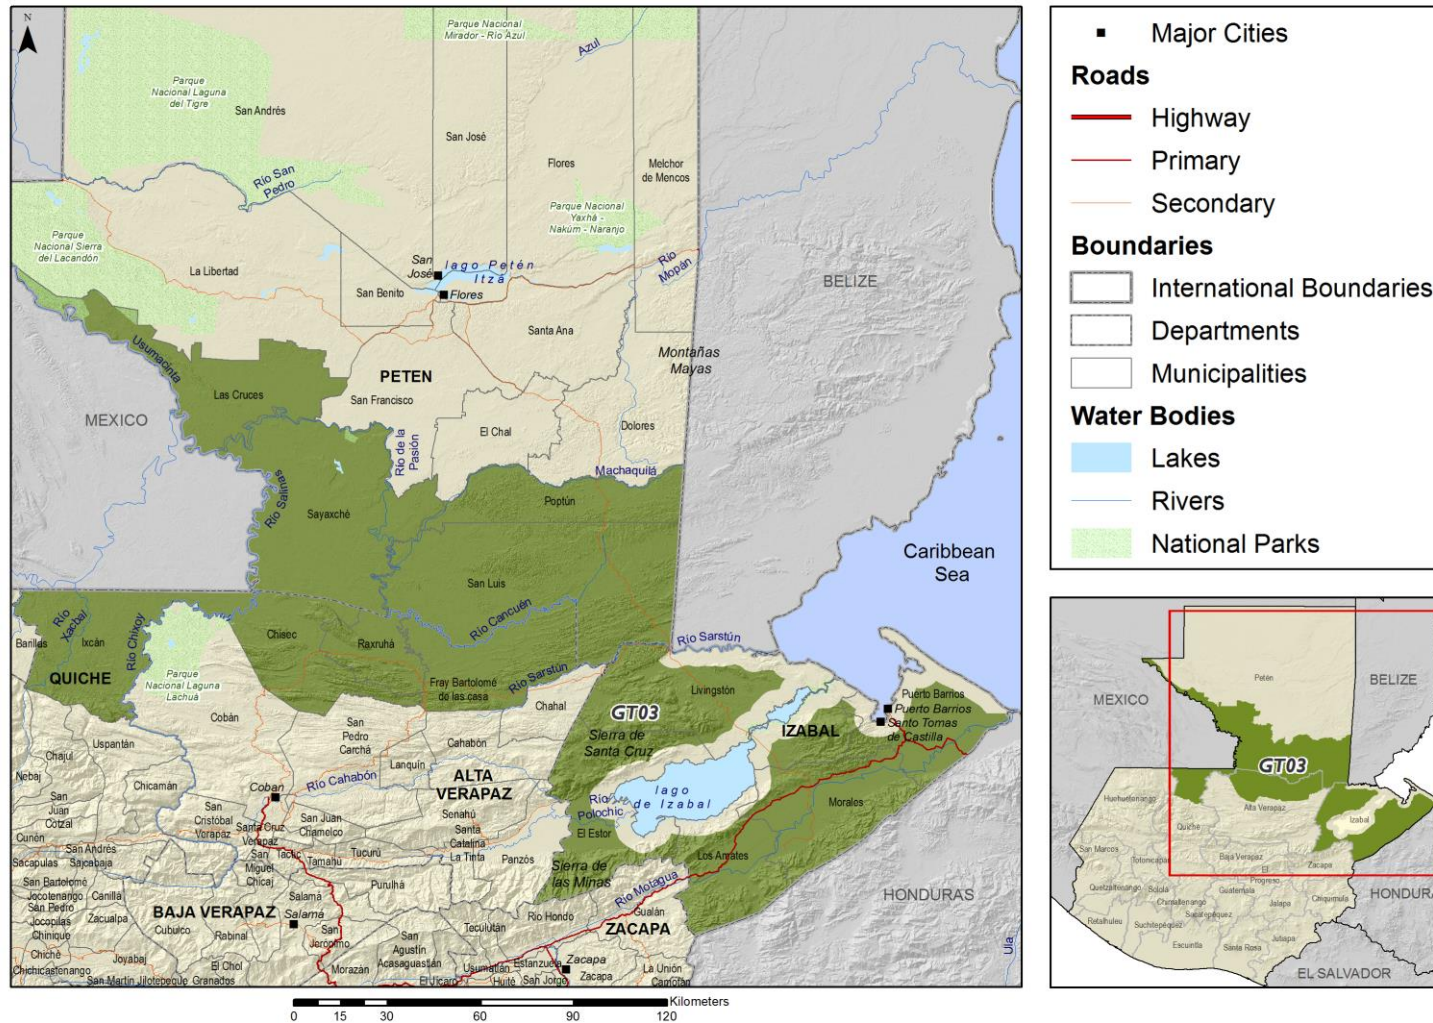 N
Parque Nacional
Mirador - Río Azul
Azul
Parque
Nacional Laguna
del Tigre
San Andrés
San José
Flores
Melchor
de Mencos
Río San
Pedro
Parque Nacional
Yaxhá -
Nakúm - Naranjo
Parque
Nacional Sierra
del Lacandón
La Libertad
San
José
lago Petén
Itzá
Río
Mopán
San Benito
Flores
BELIZE
Santa Ana
Usumacinta
Montañas
Mayas
PETEN
Las Cruces
San Francisco
MEXICO
El Chal
Dolores
Río de la
Pasión
Machaquilá
Río Salinas
Sayaxché
Poptún
Caribbean
Sea
San Luis
Río
Xacbal
Ixcán
Río Chixoy
Barillas
Chisec
Raxruhá
Río Cancuén
Río Sarstún
QUICHE
Parque
Nacional Laguna
Lachuá
Fray Bartolomé
de las casa
Río Sarstún
Livingstón
Puerto Barrios
Puerto Barrios
Santo Tomas
de Castilla
Cobán
Chahal
GT03
Sierra de
Santa Cruz
IZABAL
San
Pedro
Carchá
Uspantán
Chajul
Cahabón
Lanquín
Nebaj
Chicamán
Coban
Río Cahabón
ALTA
VERAPAZ
lago
de Izabal
Río
Polochic
Morales
San
Juan
Cotzal
San
Cristóbal
Verapaz
Santa Cruz
Verapaz
San Juan
Chamelco
Senahú
Santa
Catalina
La Tinta
El Estor
Cunén
San Andrés
Sajcabaja
Sacapulas
Tactic
Tamahú
Tucurú
Panzós
Los Amates
San
Miguel
Chicaj
Sierra de
las Minas
San Bartolomé
Jocotenango
Canillá
Salamá
Purulhá
Río Motagua
HONDURAS
San Pedro
Jocopilas
Zacualpa
BAJA VERAPAZ
Cubulco
Salamá
Río Hondo
Gualán
Chinique
Rabinal
San
Jerónimo
San
Agustín
Acasaguastlán
Teculután
ZACAPA
Ula
Chiché
Joyabaj
El Chol
Morazán
Usumatlán
Estanzuela
Zacapa
La Unión
Chichicastenango
San Martín Jilotepeque
Granados
El Jícaro
Huité
San Jorge
Zacapa
Camotán
Kilometers
0 15 30 60 90 120
Major Cities
Roads
Highway
Primary
Secondary
Boundaries
International Boundaries
Departments
Municipalities
Water Bodies
Lakes
Rivers
National Parks
Petén
MEXICO
BELIZE
GT03
Huehuetenango
Alta Verapaz
Izabal
Quiche
San Marcos
Totonicapan
Baja Verapaz
El
Progreso
Zacapa
Quetzaltenango
Sololá
Guatemala
Chimaltenango
Jalapa
Chiquimula
Sacatepéquez
HONDURA
Retalhuleu
Suchitepéquez
Jutiapa
Escuintla
Santa Rosa
EL SALVADOR